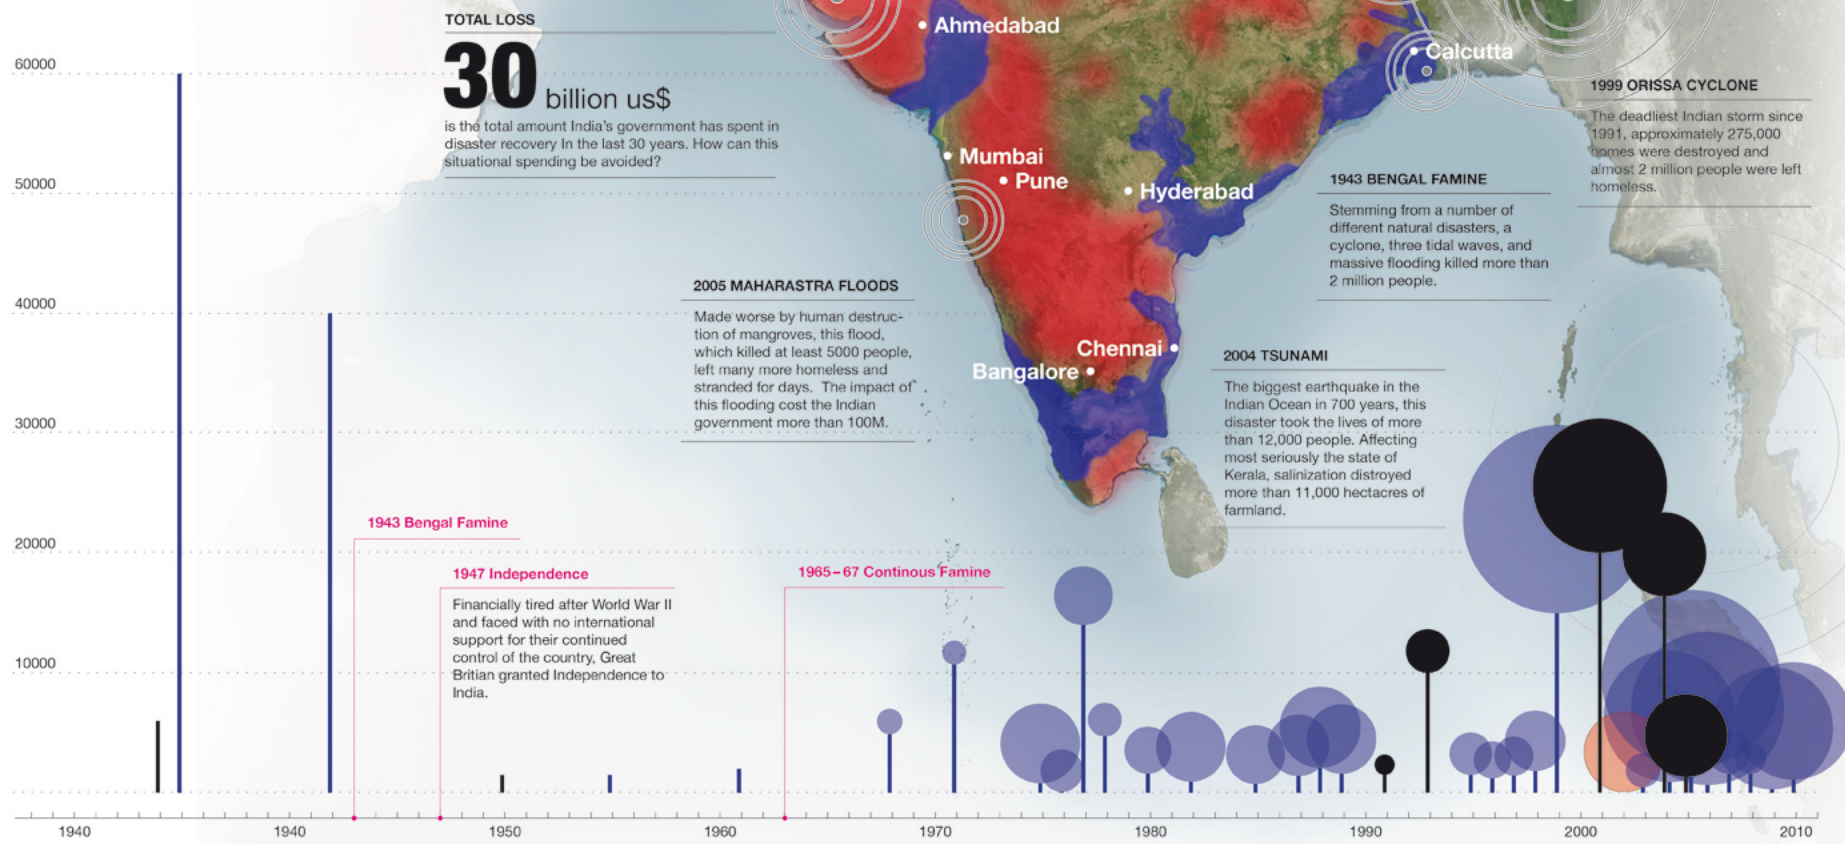 TOTAL LOSS
30 billion us$
is the total amount India's government has spent in
disaster recovery In the last 30 years. How can this
situational spending be avoided?
Ahmedabad
Calcutta
Mumbai
Pune
Hyderabad
Chennai
Bangalore
1999 ORISSA CYCLONE
The deadliest Indian storm since
1991, approximately 275,000
homes were destroyed and
almost 2 million people were left
homeless.
1943 BENGAL FAMINE
Stemming from a number of
different natural disasters, a
cyclone, three tidal waves, and
massive flooding killed more than
2 million people.
2005 MAHARASTRA FLOODS
Made worse by human destruc-
tion of mangroves, this flood,
which killed at least 5000 people,
left many more homeless and
stranded for days. The impact of
this flooding cost the Indian
government more than 100M.
2004 TSUNAMI
The biggest earthquake in the
Indian Ocean in 700 years, this
disaster took the lives of more
than 12,000 people. Affecting
most seriously the state of
Kerala, salinization distroyed
more than 11,000 hectacres of
farmland.
1943 Bengal Famine
1947 Independence
Financially tired after World War II
and faced with no international
support for their continued
control of the country, Great
Britian granted Independence to
India.
1965–67 Continous Famine
60000
50000
40000
30000
20000
10000
1940
1940
1950
1960
1970
1980
1990
2000
2010